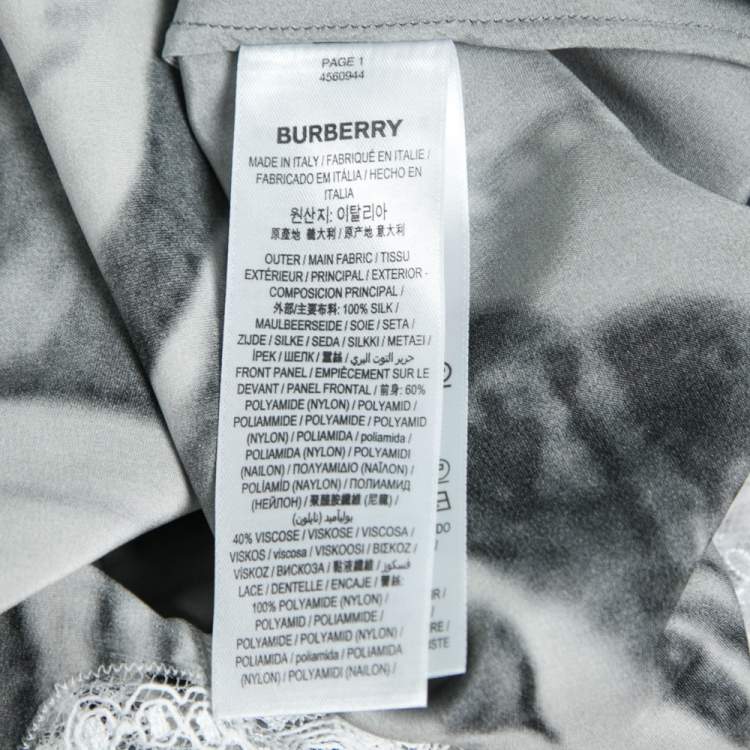 PAGE 1
4560944
BURBERRY
MADE IN ITALY / FABRIQUÉ EN ITALIE /
FABRICADO EM ITÁLIA / HECHO EN
ITALIA
원산지: 이탈리아
原産地 義大利 / 原产地 意大利
OUTER / MAIN FABRIC / TISSU
EXTÉRIEUR / PRINCIPAL / EXTERIOR -
COMPOSICION PRINCIPAL /
外部/主要布料: 100% SILK /
MAULBEERSEIDE / SOIE / SETA /
ZIJDE / SILKE / SEDA / SILKKI / ΜΕΤΑΞΙ /
İPEK / ШЕЛК / 蠶絲 / حرير التوت البري /
FRONT PANEL / EMPIÈCEMENT SUR LE
DEVANT / PANEL FRONTAL / 前身: 60%
POLYAMIDE (NYLON) / POLYAMID /
POLIAMMIDE / POLYAMIDE / POLYAMID
(NYLON) / POLIAMIDA / poliamida /
POLIAMIDA (NYLON) / POLYAMIDI
(NAILON) / ΠΟΛΥΑΜΙΔΙΟ (ΝΑΪΛΟΝ) /
POLİAMİD (NAYLON) / ПОЛИАМИД
(НЕЙЛОН) / 聚醯胺纖維 (尼龍) /
بوليأميد (نايلون)
40% VISCOSE / VISKOSE / VISCOSA /
VISKOS / viscosa / VISKOOSI / ΒΙΣΚΟΖ /
VİSKOZ / ВИСКОЗА / 黏液纖維 / فسكوز /
LACE / DENTELLE / ENCAJE / 蕾絲:
100% POLYAMIDE (NYLON) /
POLYAMID / POLIAMMIDE /
POLYAMIDE / POLYAMID (NYLON) /
POLIAMIDA / poliamida / POLIAMIDA
(NYLON) / POLYAMIDI (NAILON) /